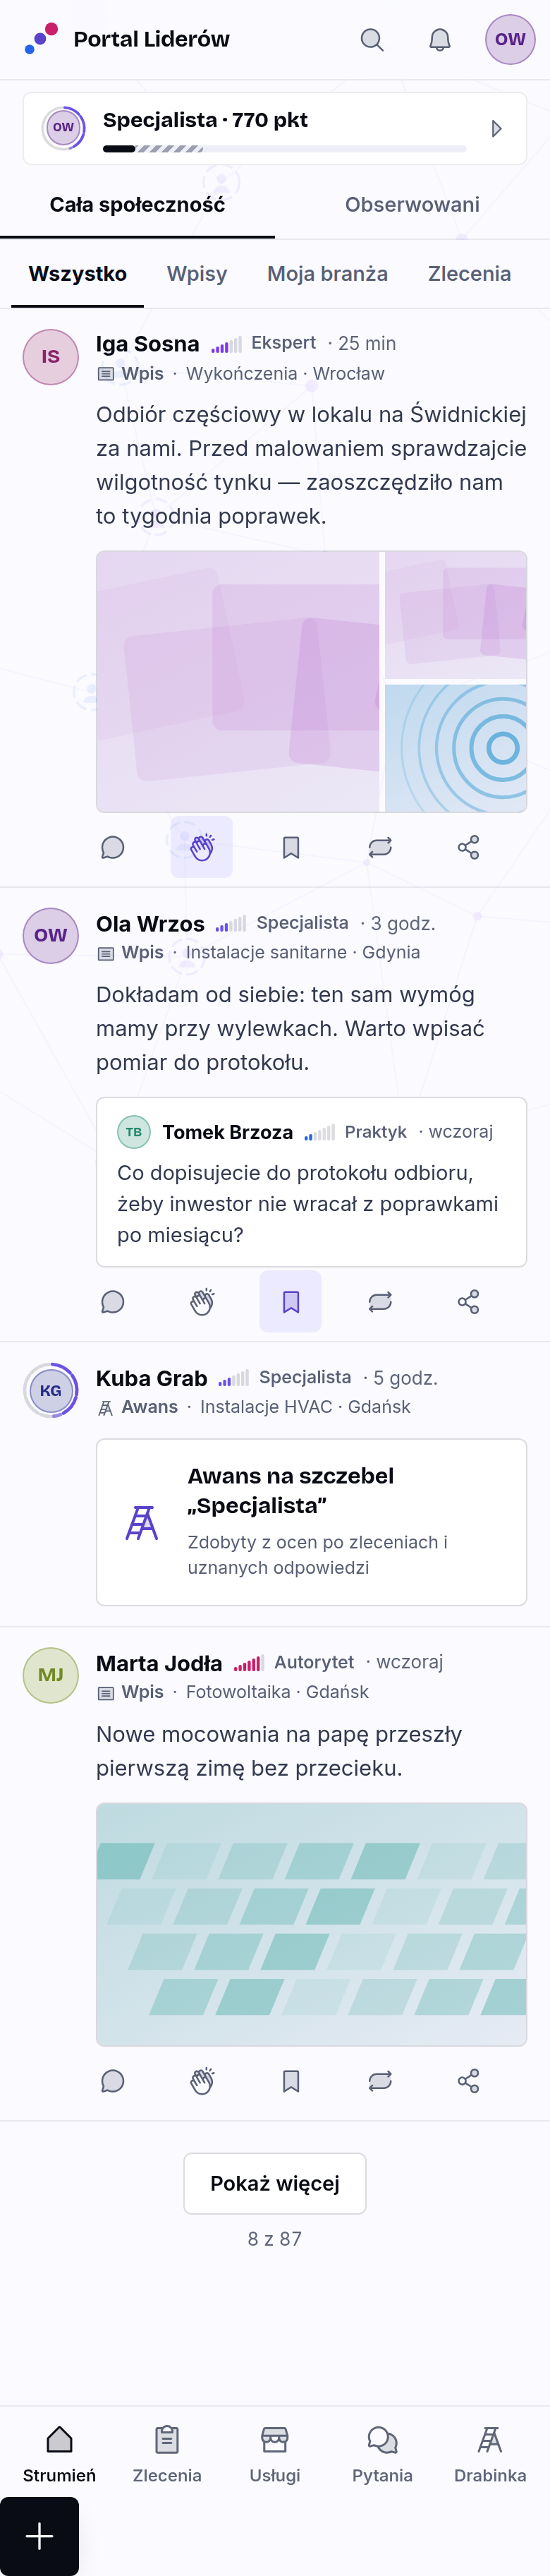 Portal Liderów
OW
OW
Specjalista · 770 pkt
Cała społeczność
Obserwowani
Wszystko
Wpisy
Moja branża
Zlecenia
IS
Iga Sosna Ekspert · 25 min
Wpis · Wykończenia · Wrocław
Odbiór częściowy w lokalu na Świdnickiej
za nami. Przed malowaniem sprawdzajcie
wilgotność tynku — zaoszczędziło nam
to tygodnia poprawek.
OW
Ola Wrzos Specjalista · 3 godz.
Wpis · Instalacje sanitarne · Gdynia
Dokładam od siebie: ten sam wymóg
mamy przy wylewkach. Warto wpisać
pomiar do protokołu.
TB
Tomek Brzoza Praktyk · wczoraj
Co dopisujecie do protokołu odbioru,
żeby inwestor nie wracał z poprawkami
po miesiącu?
KG
Kuba Grab Specjalista · 5 godz.
Awans · Instalacje HVAC · Gdańsk
Awans na szczebel
„Specjalista”
Zdobyty z ocen po zleceniach i
uznanych odpowiedzi
MJ
Marta Jodła Autorytet · wczoraj
Wpis · Fotowoltaika · Gdańsk
Nowe mocowania na papę przeszły
pierwszą zimę bez przecieku.
Pokaż więcej
8 z 87
Strumień
Zlecenia
Usługi
Pytania
Drabinka